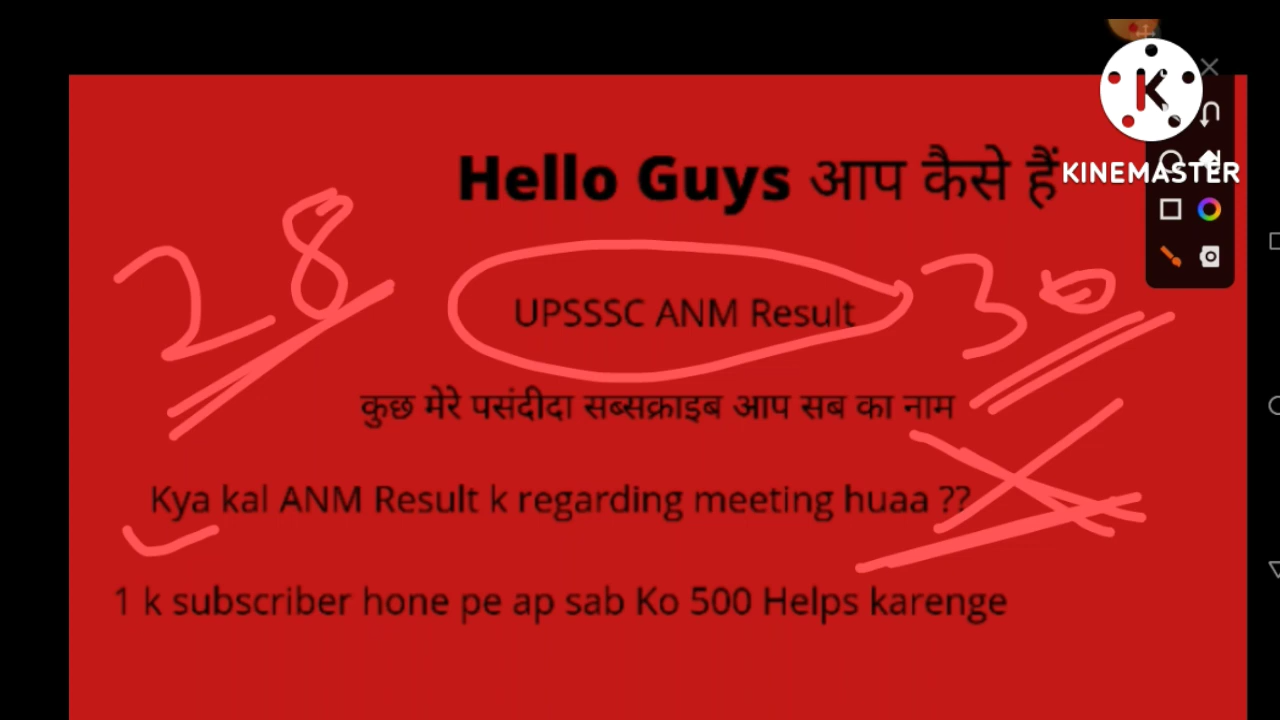 Hello Guys आप कैसे हैं
KINEMASTER
28
UPSSSC ANM Result
30
कुछ मेरे पसंदीदा सब्सक्राइब आप सब का नाम
Kya kal ANM Result k regarding meeting huaa ??
1 k subscriber hone pe ap sab Ko 500 Helps karenge